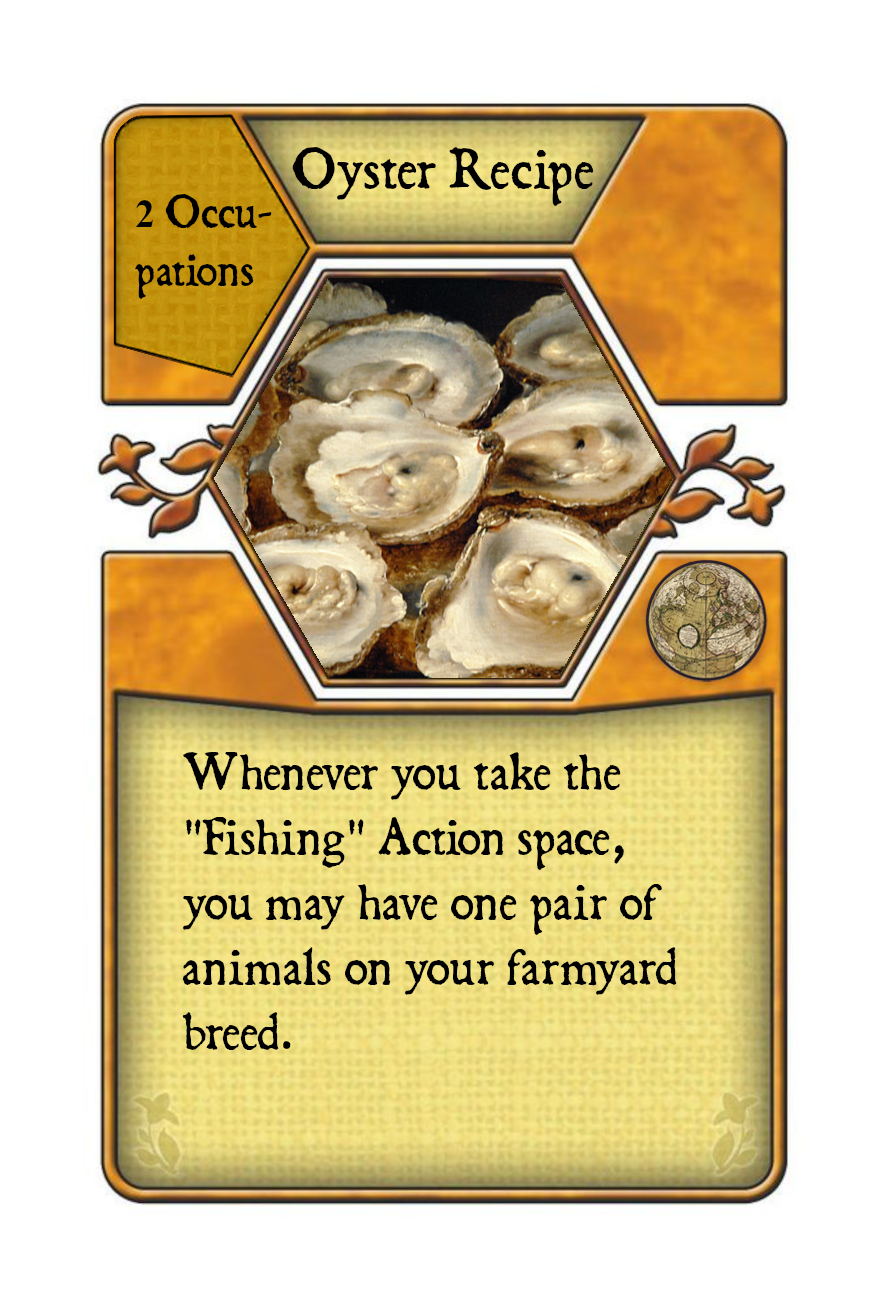 Oyster Recipe
2 Occu-
pations
Whenever you take the
"Fishing" Action space,
you may have one pair of
animals on your farmyard
breed.